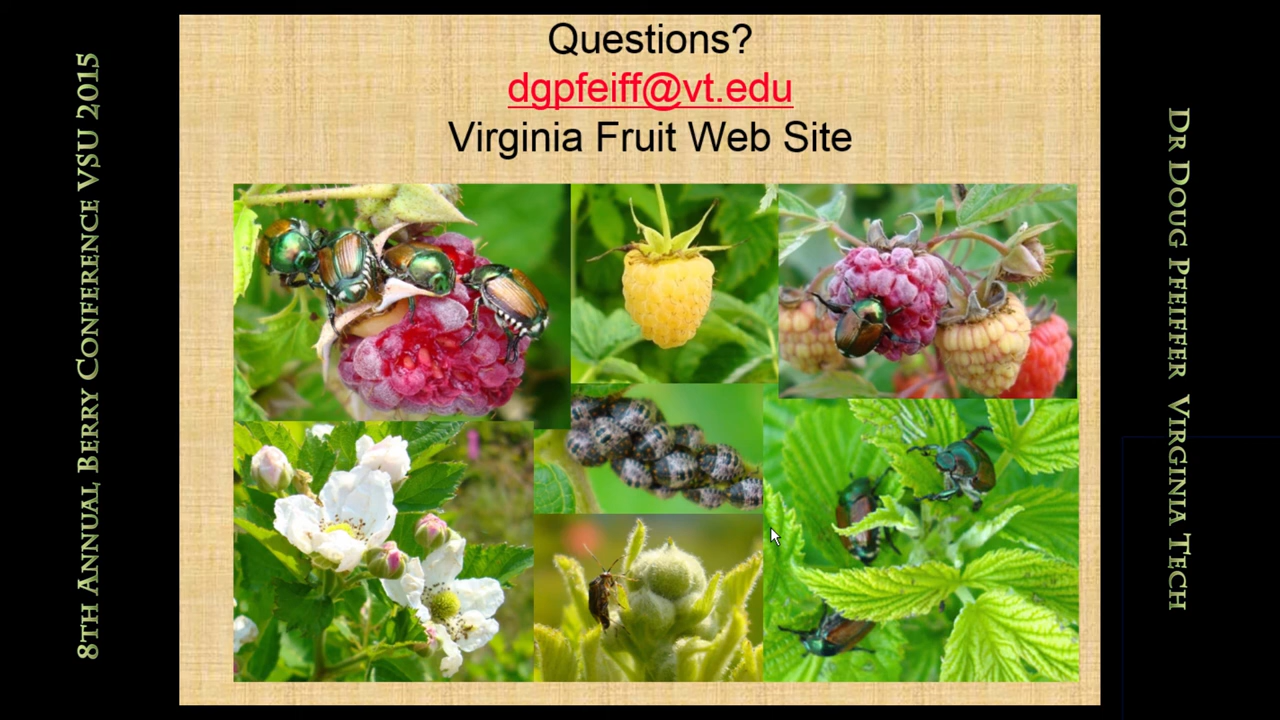 8th Annual Berry Conference VSU 2015
Questions?
dgpfeiff@vt.edu
Virginia Fruit Web Site
Dr Doug Pfeiffer Virginia Tech